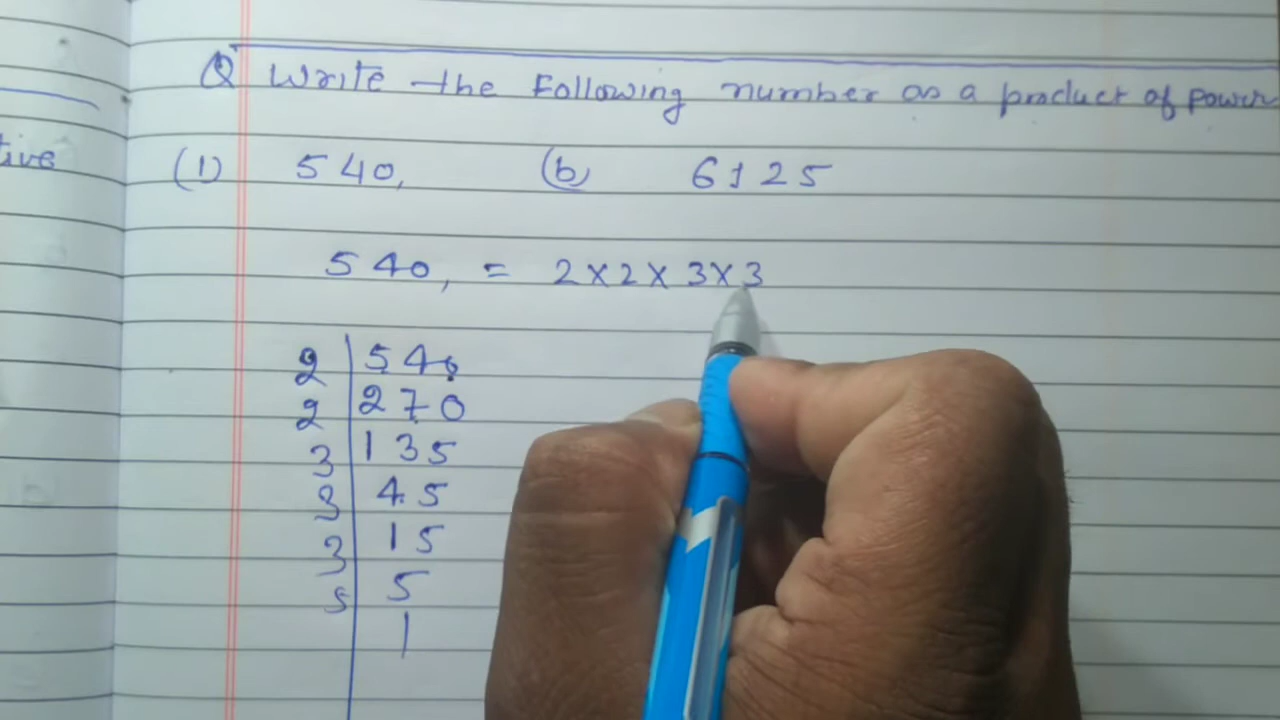 Q Write the Following number as a product of power
tive
(1) 540, (b) 6125
540, = 2×2×3×3
2 | 540
2 | 270
3 | 135
3 | 45
3 | 15
5 | 5
1